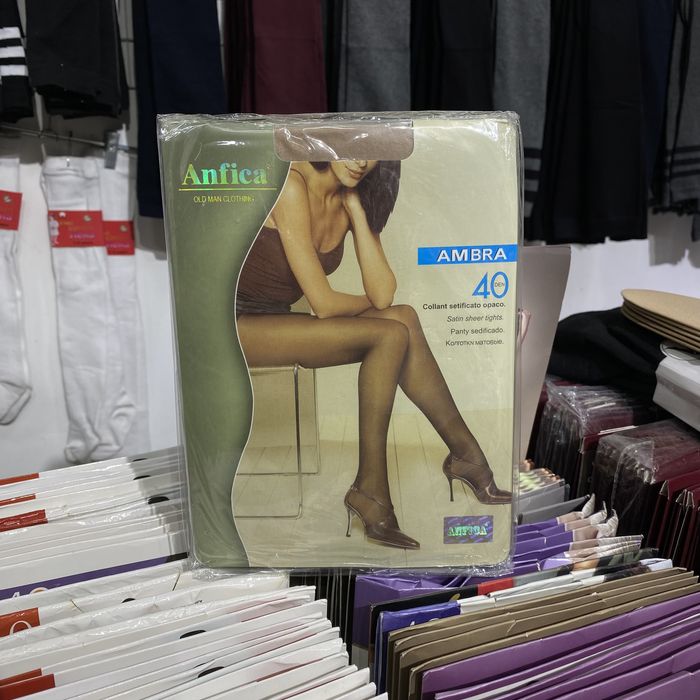 Anfica
OLD MAN CLOTHING
AMBRA
40 DEN
Collant setificato opaco.
Satin sheer tights.
Panty sedificado.
Колготки матовые.
ANFICA